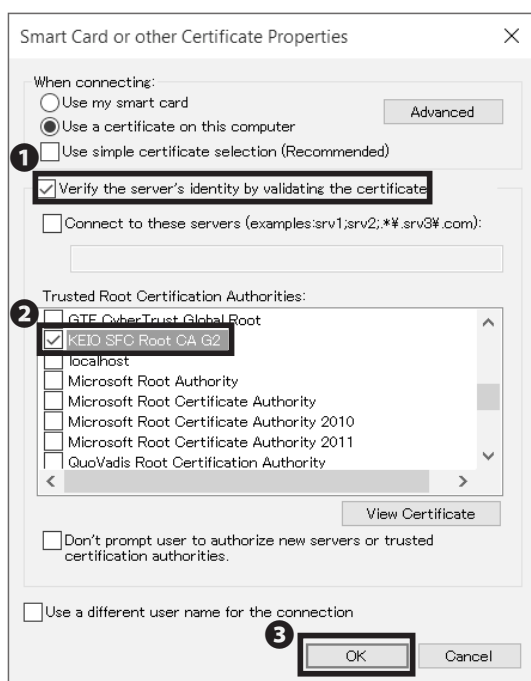 Smart Card or other Certificate Properties
When connecting:
Use my smart card
Advanced
Use a certificate on this computer
1
Use simple certificate selection (Recommended)
Verify the server's identity by validating the certificate
Connect to these servers (examples:srv1;srv2;.*¥.srv3¥.com):
Trusted Root Certification Authorities:
2
GTE CyberTrust Global Root
KEIO SFC Root CA G2
localhost
Microsoft Root Authority
Microsoft Root Certificate Authority
Microsoft Root Certificate Authority 2010
Microsoft Root Certificate Authority 2011
QuoVadis Root Certification Authority
View Certificate
Don't prompt user to authorize new servers or trusted
certification authorities.
Use a different user name for the connection
3
OK
Cancel